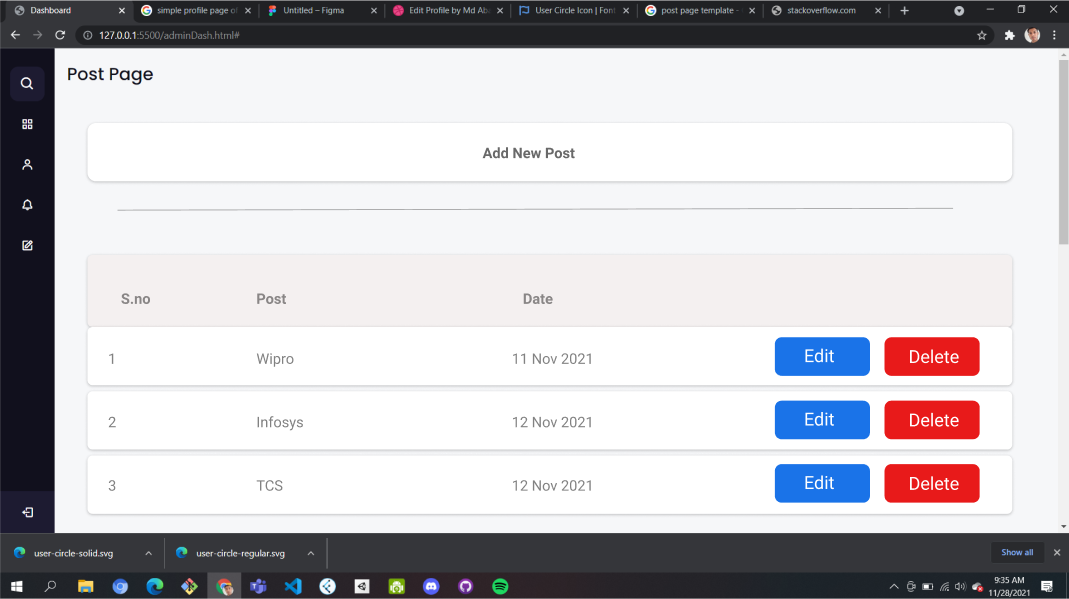 Dashboard
simple profile page of
Untitled – Figma
Edit Profile by Md Ab
User Circle Icon | Font
post page template -
stackoverflow.com
127.0.0.1:5500/adminDash.html#
Post Page
Add New Post
S.no Post Date
1 Wipro 11 Nov 2021 Edit Delete
2 Infosys 12 Nov 2021 Edit Delete
3 TCS 12 Nov 2021 Edit Delete
user-circle-solid.svg
user-circle-regular.svg
Show all
9:35 AM
11/28/2021